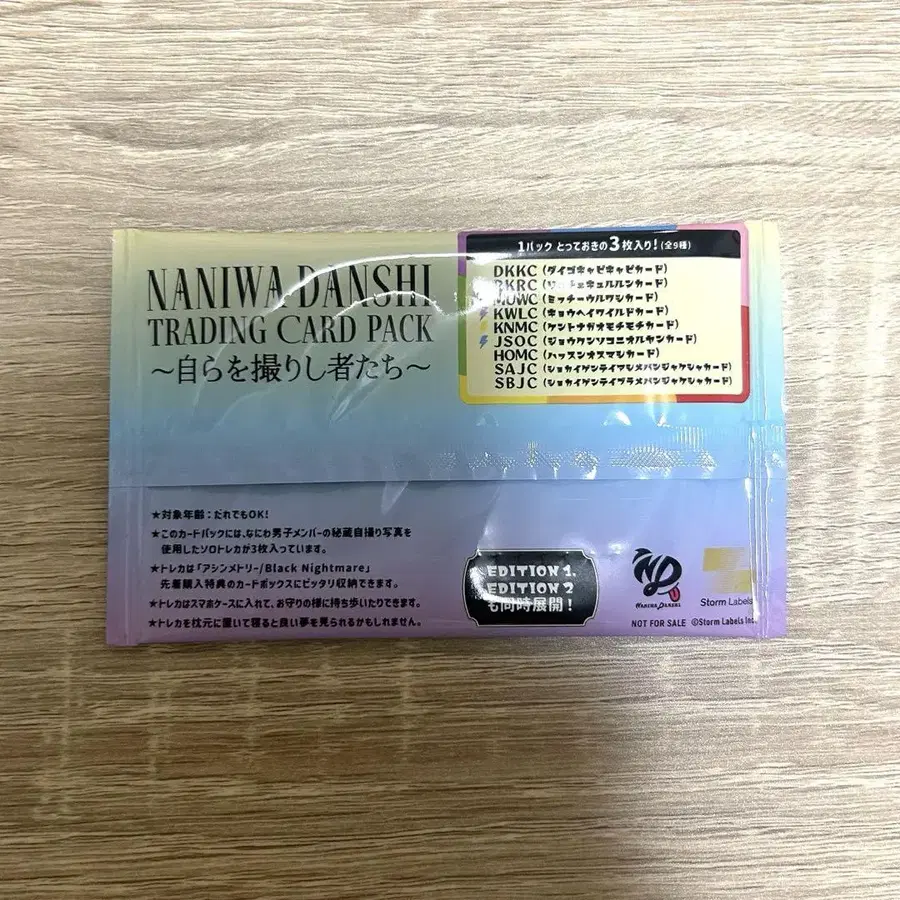 NANIWA DANSHI
TRADING CARD PACK
～自らを撮りし者たち～
1パック とっておきの3枚入り!(全9種)
DKKC (ダイゴキャピキャピカード)
RKRC
MUWC (ミッチーウルワシカード)
KWLC (キョウヘイワイルドカード)
KNMC (ケントナガオモチモチカード)
JSOC (ジョウクンソコニオルヤンカード)
HOMC (ハッスンオスマシカード)
SAJC (ショカイゲンテイアシメバンジャケシャカード)
SBJC (ショカイゲンテイブラメバンジャケシャカード)
★対象年齢：だれでもOK!
★このカードパックには、なにわ男子メンバーの秘蔵自撮り写真を
使用したソロトレカが3枚入っています。
★トレカは「アシンメトリー/Black Nightmare」
先着購入特典のカードボックスにピッタリ収納できます。
★トレカはスマホケースに入れて、お守りの様に持ち歩いたりできます。
★トレカを枕元に置いて寝ると良い夢を見られるかもしれません。
EDITION 1,
EDITION 2
も同時展開!
NANIWA DANSHI
Storm Labels
NOT FOR SALE ©Storm Labels Inc.